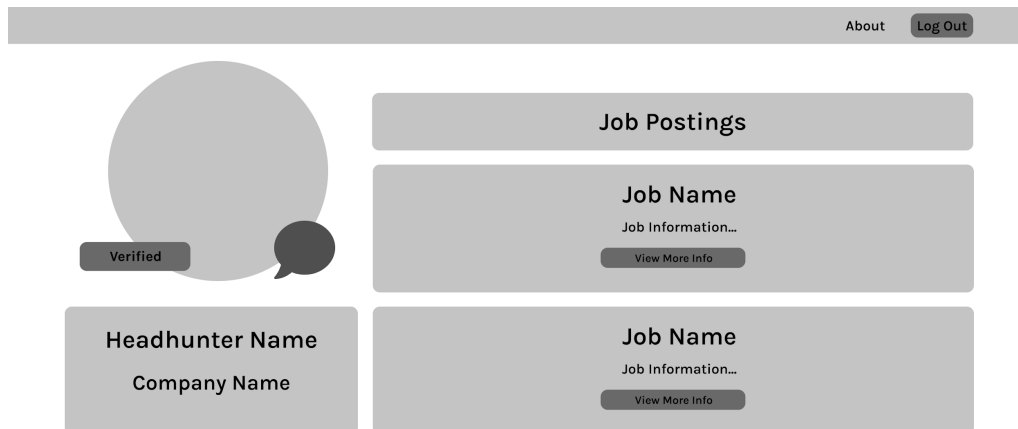 About
Log Out
Verified
Headhunter Name
Company Name
Job Postings
Job Name
Job Information...
View More Info
Job Name
Job Information...
View More Info